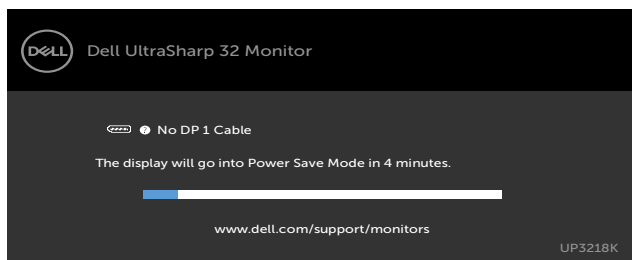 DELL Dell UltraSharp 32 Monitor
? No DP 1 Cable
The display will go into Power Save Mode in 4 minutes.
www.dell.com/support/monitors
UP3218K